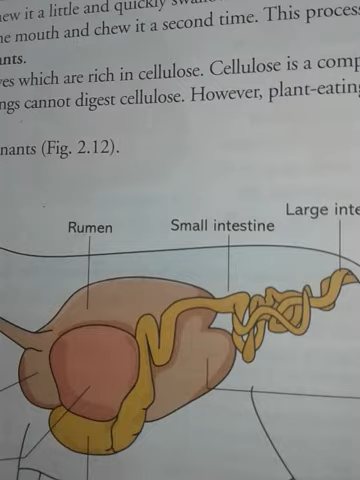 ew it a little and quickly
e mouth and chew it a second time. This process
nts.
es which are rich in cellulose. Cellulose is a comp
ngs cannot digest cellulose. However, plant-eating
nants (Fig. 2.12).
Large inte
Rumen
Small intestine